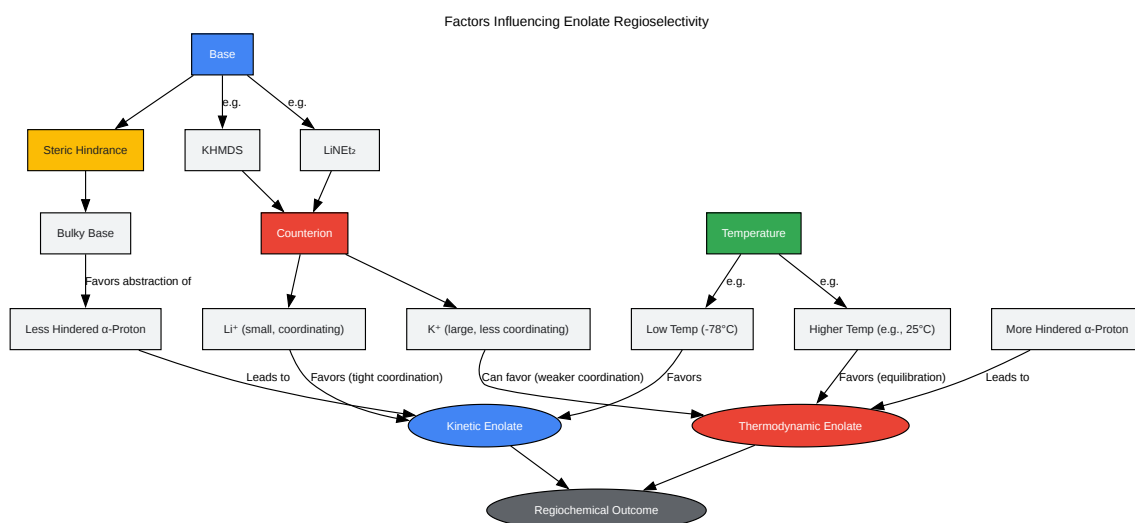 Factors Influencing Enolate Regioselectivity
Base
e.g.
e.g.
Steric Hindrance
KHMDS
LiNEt₂
Bulky Base
Counterion
Temperature
Favors abstraction of
e.g.
e.g.
Less Hindered α-Proton
Li⁺ (small, coordinating)
K⁺ (large, less coordinating)
Low Temp (-78°C)
Higher Temp (e.g., 25°C)
More Hindered α-Proton
Leads to
Favors (tight coordination)
Can favor (weaker coordination)
Favors
Favors (equilibration)
Leads to
Kinetic Enolate
Thermodynamic Enolate
Regiochemical Outcome